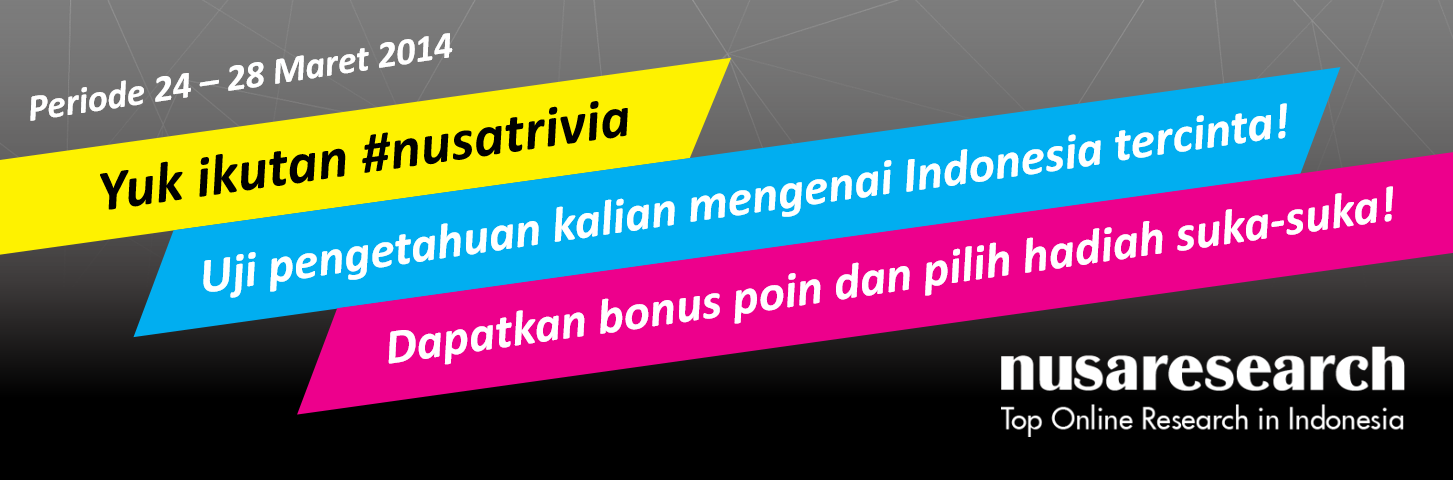 Periode 24 – 28 Maret 2014
Yuk ikutan #nusatrivia
Uji pengetahuan kalian mengenai Indonesia tercinta!
Dapatkan bonus poin dan pilih hadiah suka-suka!
nusaresearch
Top Online Research in Indonesia